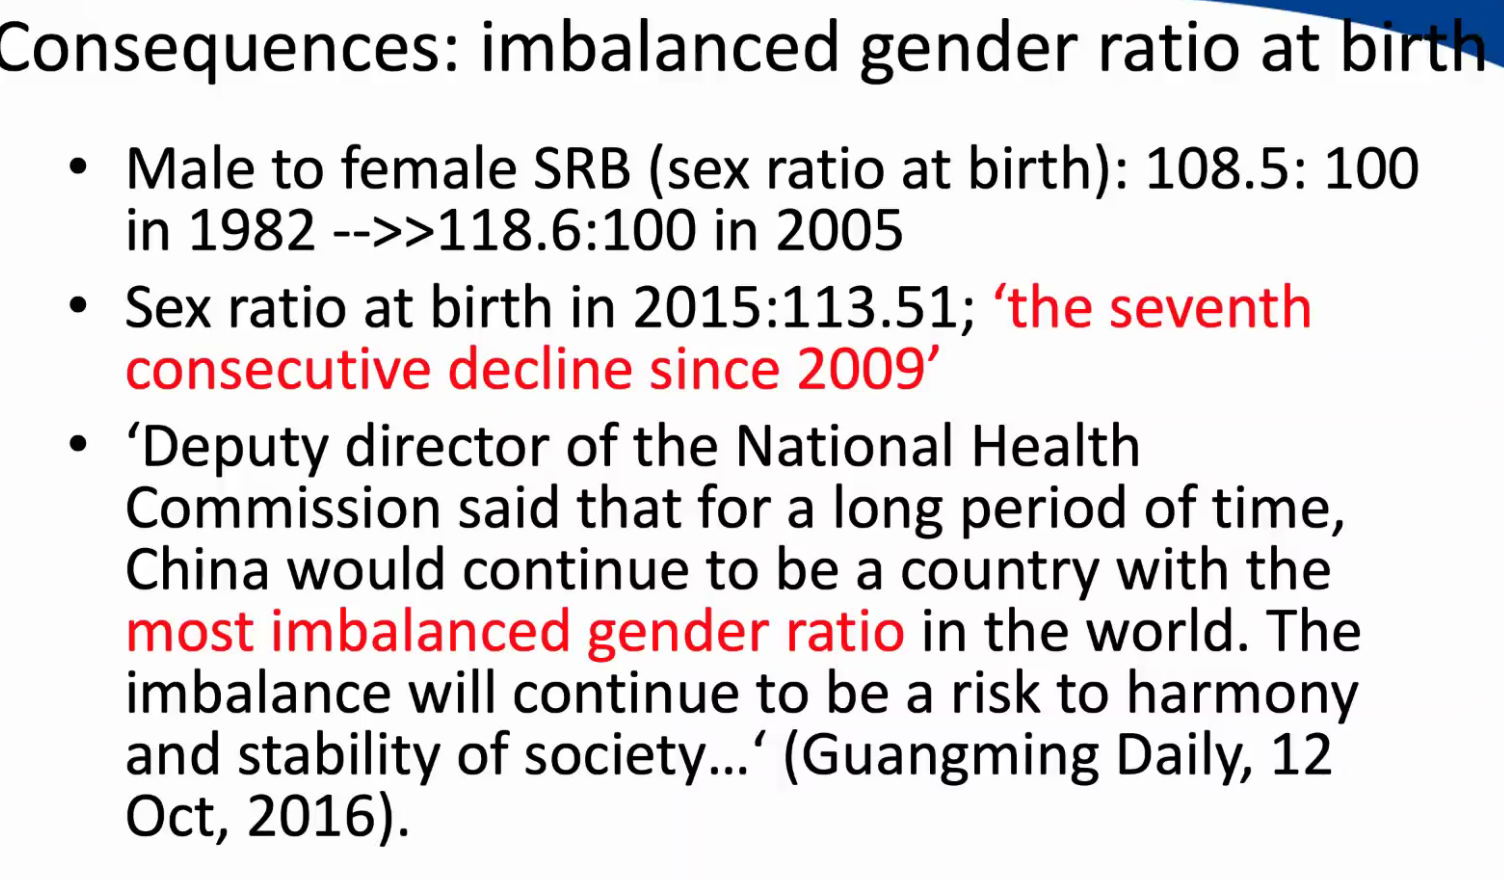 Consequences: imbalanced gender ratio at birth
• Male to female SRB (sex ratio at birth): 108.5: 100
in 1982 -->>118.6:100 in 2005
• Sex ratio at birth in 2015:113.51; ‘the seventh
consecutive decline since 2009’
• ‘Deputy director of the National Health
Commission said that for a long period of time,
China would continue to be a country with the
most imbalanced gender ratio in the world. The
imbalance will continue to be a risk to harmony
and stability of society...‘ (Guangming Daily, 12
Oct, 2016).